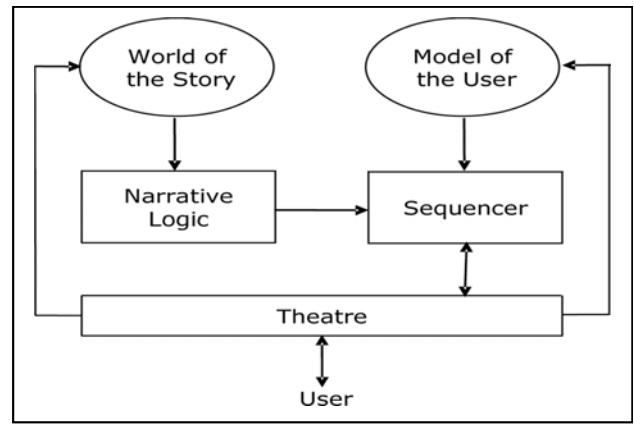 World of
the Story
Model of
the User
Narrative
Logic
Sequencer
Theatre
User